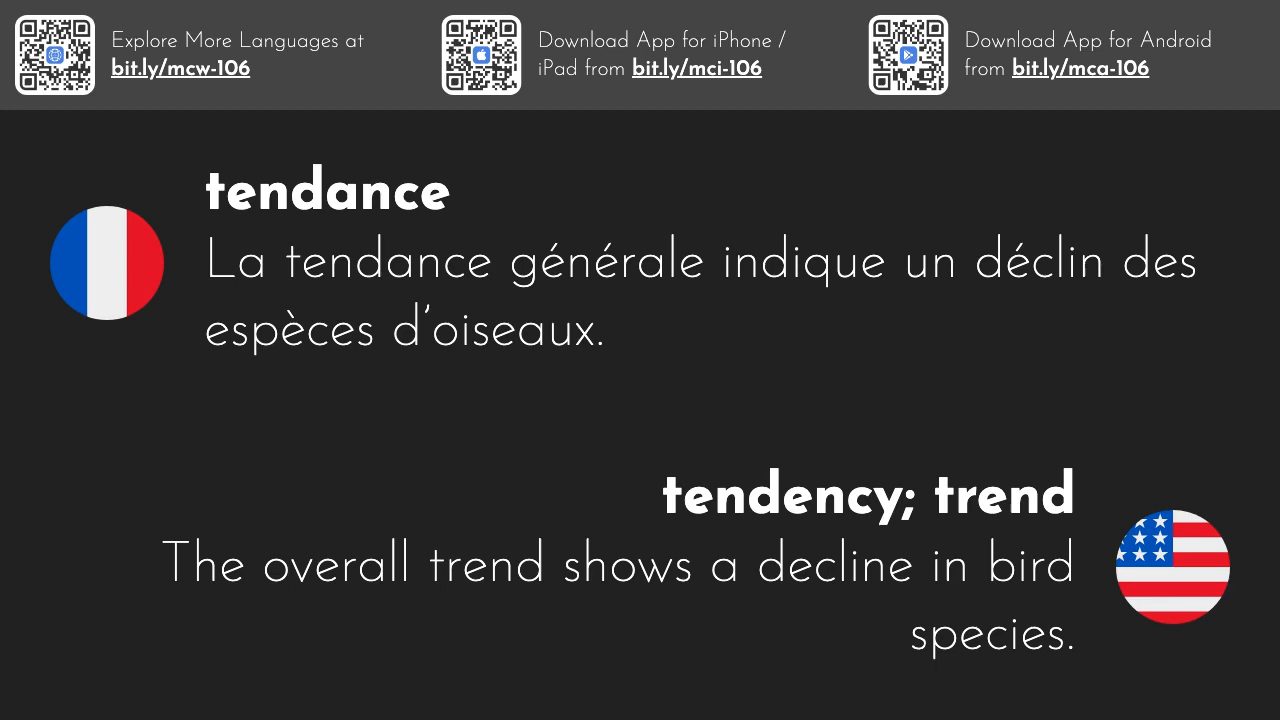 Explore More Languages at
bit.ly/mcw-106
Download App for iPhone /
iPad from bit.ly/mci-106
Download App for Android
from bit.ly/mca-106
tendance
La tendance générale indique un déclin des
espèces d’oiseaux.
tendency; trend
The overall trend shows a decline in bird
species.